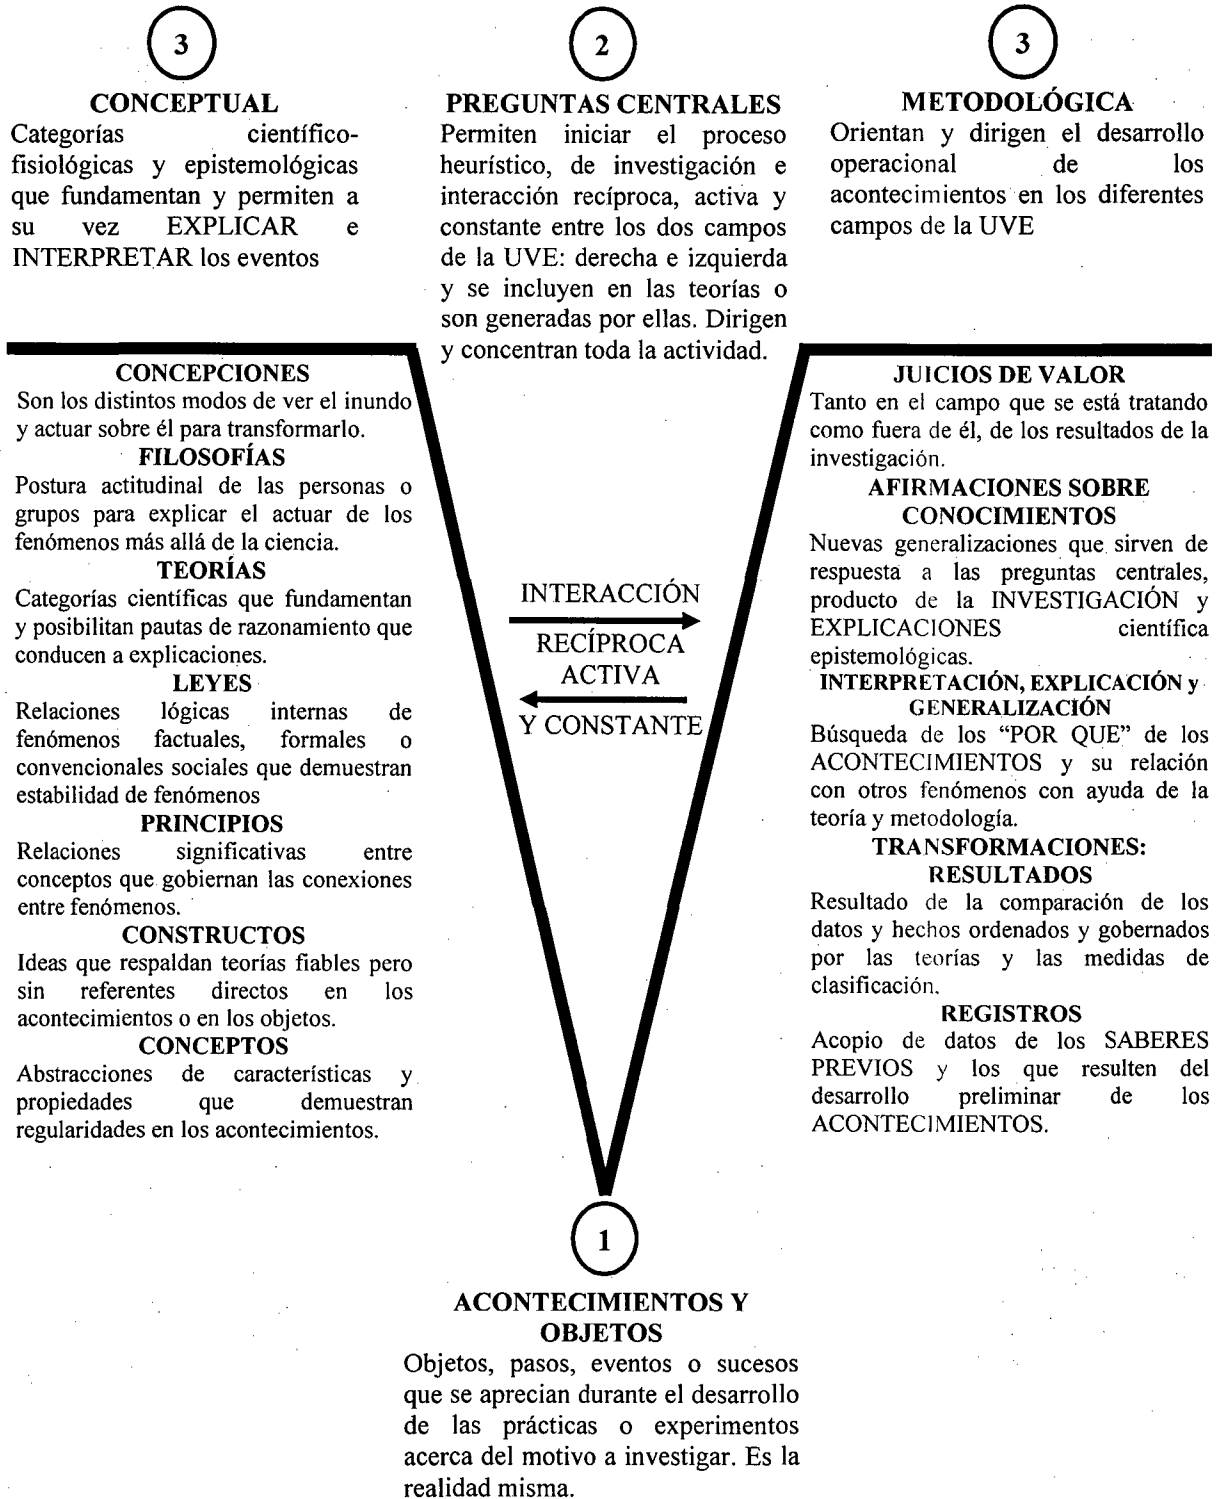 3
CONCEPTUAL
Categorías científico-
fisiológicas y epistemológicas
que fundamentan y permiten a
su vez EXPLICAR e
INTERPRETAR los eventos
2
PREGUNTAS CENTRALES
Permiten iniciar el proceso
heurístico, de investigación e
interacción recíproca, activa y
constante entre los dos campos
de la UVE: derecha e izquierda
y se incluyen en las teorías o
son generadas por ellas. Dirigen
y concentran toda la actividad.
3
METODOLÓGICA
Orientan y dirigen el desarrollo
operacional de los
acontecimientos en los diferentes
campos de la UVE
CONCEPCIONES
Son los distintos modos de ver el inundo
y actuar sobre él para transformarlo.
FILOSOFÍAS
Postura actitudinal de las personas o
grupos para explicar el actuar de los
fenómenos más allá de la ciencia.
TEORÍAS
Categorías científicas que fundamentan
y posibilitan pautas de razonamiento que
conducen a explicaciones.
LEYES
Relaciones lógicas internas de
fenómenos factuales, formales o
convencionales sociales que demuestran
estabilidad de fenómenos
PRINCIPIOS
Relaciones significativas entre
conceptos que gobiernan las conexiones
entre fenómenos.
CONSTRUCTOS
Ideas que respaldan teorías fiables pero
sin referentes directos en los
acontecimientos o en los objetos.
CONCEPTOS
Abstracciones de características y
propiedades que demuestran
regularidades en los acontecimientos.
INTERACCIÓN
RECÍPROCA
ACTIVA
Y CONSTANTE
JUICIOS DE VALOR
Tanto en el campo que se está tratando
como fuera de él, de los resultados de la
investigación.
AFIRMACIONES SOBRE
CONOCIMIENTOS
Nuevas generalizaciones que sirven de
respuesta a las preguntas centrales,
producto de la INVESTIGACIÓN y
EXPLICACIONES científica
epistemológicas.
INTERPRETACIÓN, EXPLICACIÓN y
GENERALIZACIÓN
Búsqueda de los “POR QUE” de los
ACONTECIMIENTOS y su relación
con otros fenómenos con ayuda de la
teoría y metodología.
TRANSFORMACIONES:
RESULTADOS
Resultado de la comparación de los
datos y hechos ordenados y gobernados
por las teorías y las medidas de
clasificación.
REGISTROS
Acopio de datos de los SABERES
PREVIOS y los que resulten del
desarrollo preliminar de los
ACONTECIMIENTOS.
1
ACONTECIMIENTOS Y
OBJETOS
Objetos, pasos, eventos o sucesos
que se aprecian durante el desarrollo
de las prácticas o experimentos
acerca del motivo a investigar. Es la
realidad misma.